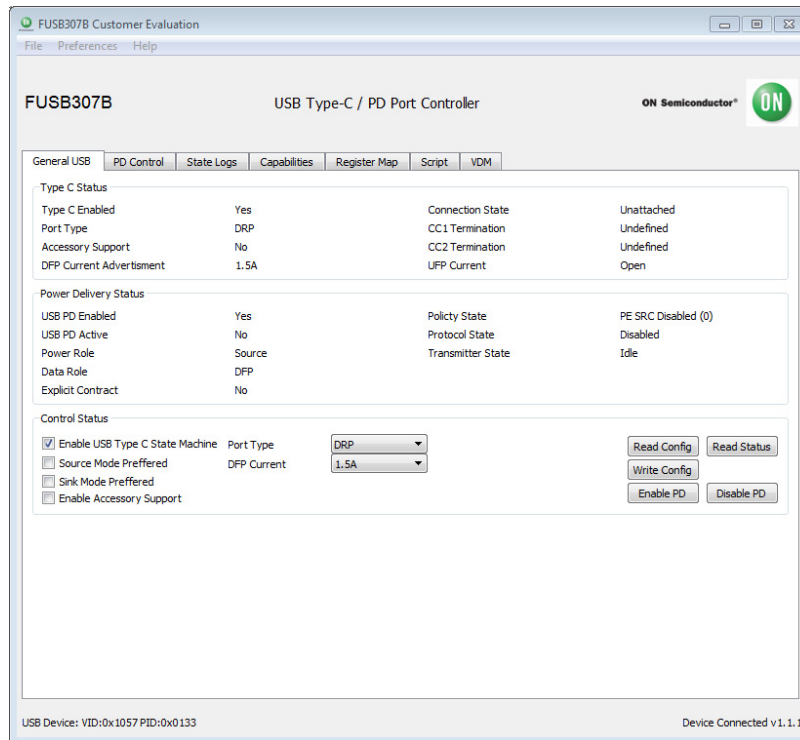 FUSB307B Customer Evaluation
File Preferences Help
FUSB307B
USB Type-C / PD Port Controller
ON Semiconductor®
ON
General USB PD Control State Logs Capabilities Register Map Script VDM
Type C Status
Type C Enabled Yes Connection State Unattached
Port Type DRP CC1 Termination Undefined
Accessory Support No CC2 Termination Undefined
DFP Current Advertisment 1.5A UFP Current Open
Power Delivery Status
USB PD Enabled Yes Policty State PE SRC Disabled (0)
USB PD Active No Protocol State Disabled
Power Role Source Transmitter State Idle
Data Role DFP
Explicit Contract No
Control Status
Enable USB Type C State Machine Port Type DRP Read Config Read Status
Source Mode Preffered DFP Current 1.5A
Sink Mode Preffered Write Config
Enable Accessory Support Enable PD Disable PD
USB Device: VID:0x1057 PID:0x0133 Device Connected v1.1.1